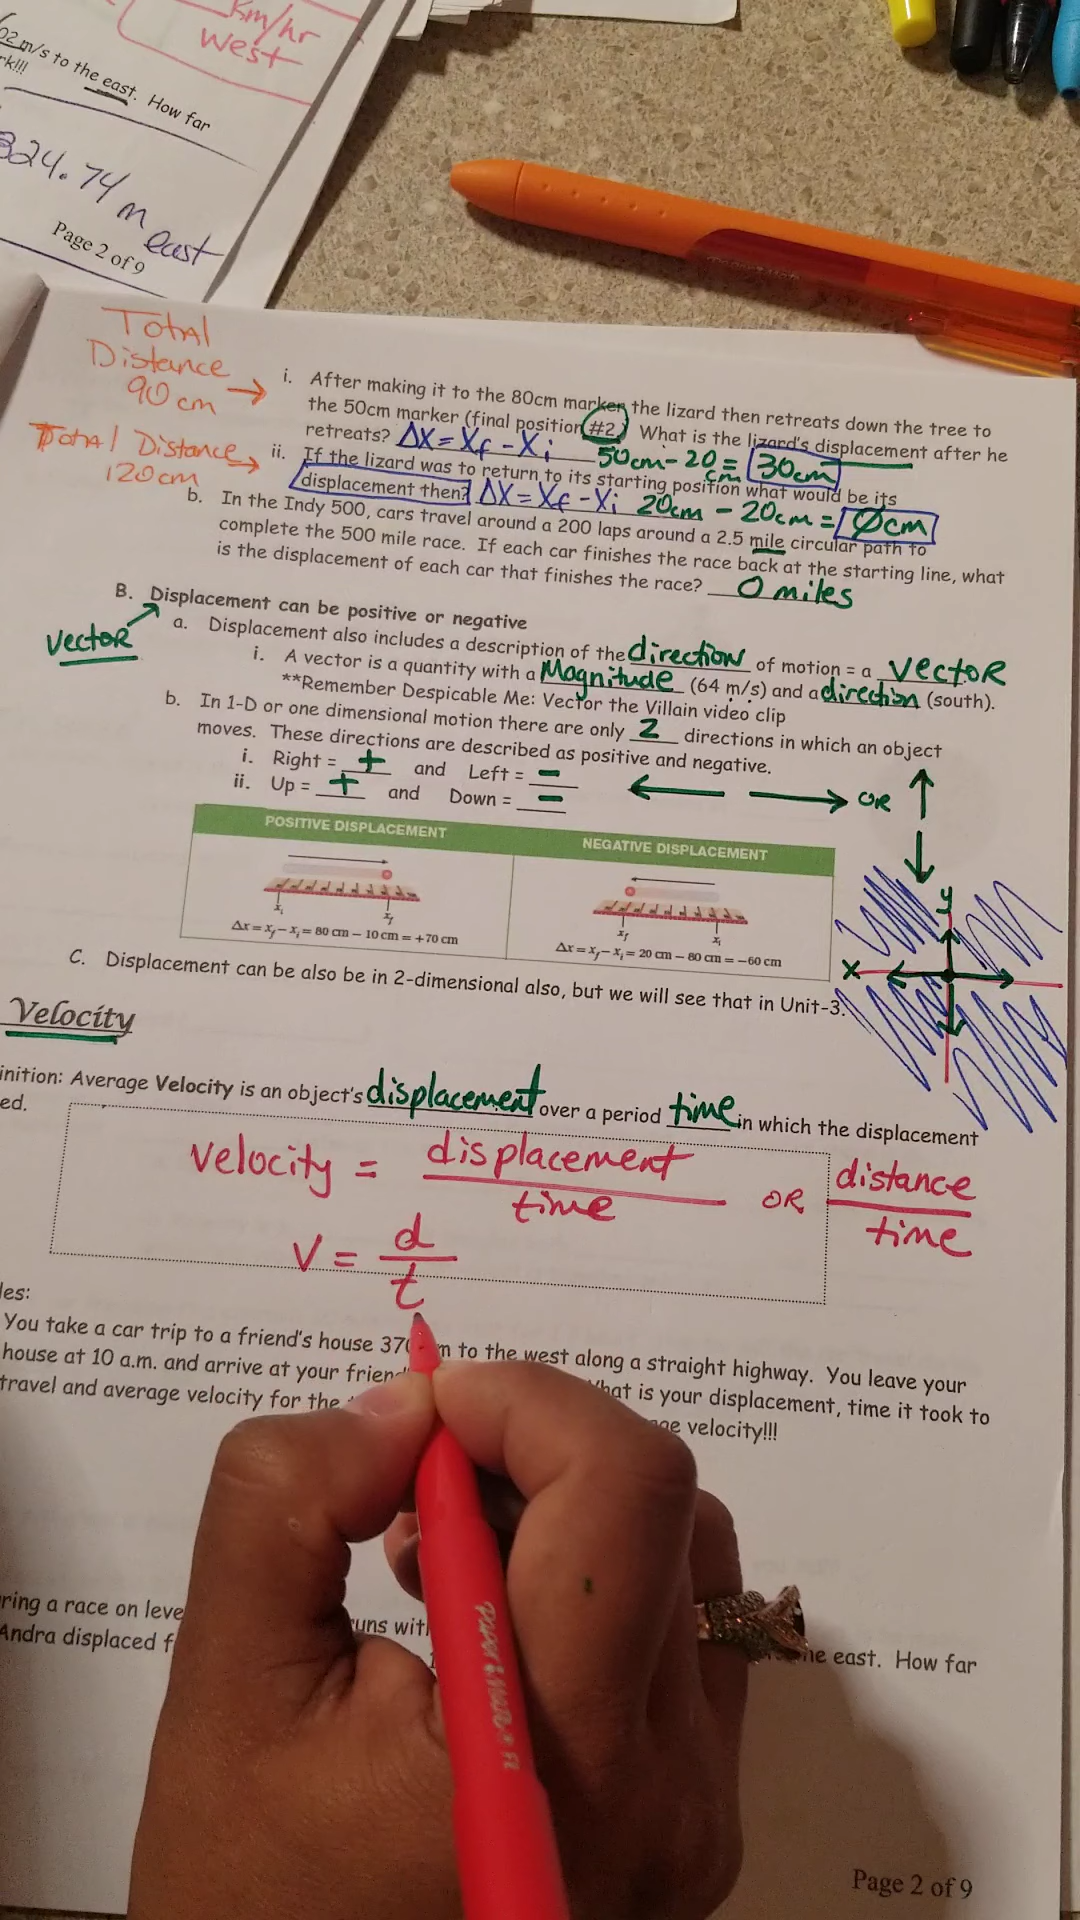 Km/hr
West
02 m/s to the east. How far
rk!!!
324.74 m
east
Page 2 of 9
Total
Distance
90 cm →
i. After making it to the 80cm marker, the lizard then retreats down the tree to
the 50cm marker (final position #2.) What is the lizard's displacement after he
retreats? ΔX = Xf - Xi 50cm - 20 cm = 30cm
Total Distance →
120cm
ii. If the lizard was to return to its starting position what would be its
displacement then? ΔX = Xf - Xi 20cm - 20cm = 0cm
b. In the Indy 500, cars travel around a 200 laps around a 2.5 mile circular path to
complete the 500 mile race. If each car finishes the race back at the starting line, what
is the displacement of each car that finishes the race? 0 miles
B. Displacement can be positive or negative
vector
a. Displacement also includes a description of the direction of motion = a vector
i. A vector is a quantity with a Magnitude (64 m/s) and a direction (south).
**Remember Despicable Me: Vector the Villain video clip
b. In 1-D or one dimensional motion there are only 2 directions in which an object
moves. These directions are described as positive and negative.
i. Right = + and Left = -
ii. Up = + and Down = -
← → OR ↑
↓
POSITIVE DISPLACEMENT NEGATIVE DISPLACEMENT
xi xf xf xi
Δx = xf – xi = 80 cm – 10 cm = +70 cm
Δx = xf – xi = 20 cm – 80 cm = –60 cm
y
x
C. Displacement can be also be in 2-dimensional also, but we will see that in Unit-3.
Velocity
inition: Average Velocity is an object's displacement over a period time in which the displacement
ed.
velocity = displacement / time OR distance / time
V = d / t
les:
You take a car trip to a friend's house 370 m to the west along a straight highway. You leave your
house at 10 a.m. and arrive at your frien hat is your displacement, time it took to
travel and average velocity for the ge velocity!!!
ring a race on leve runs with he east. How far
Andra displaced f
PaperMate
Page 2 of 9